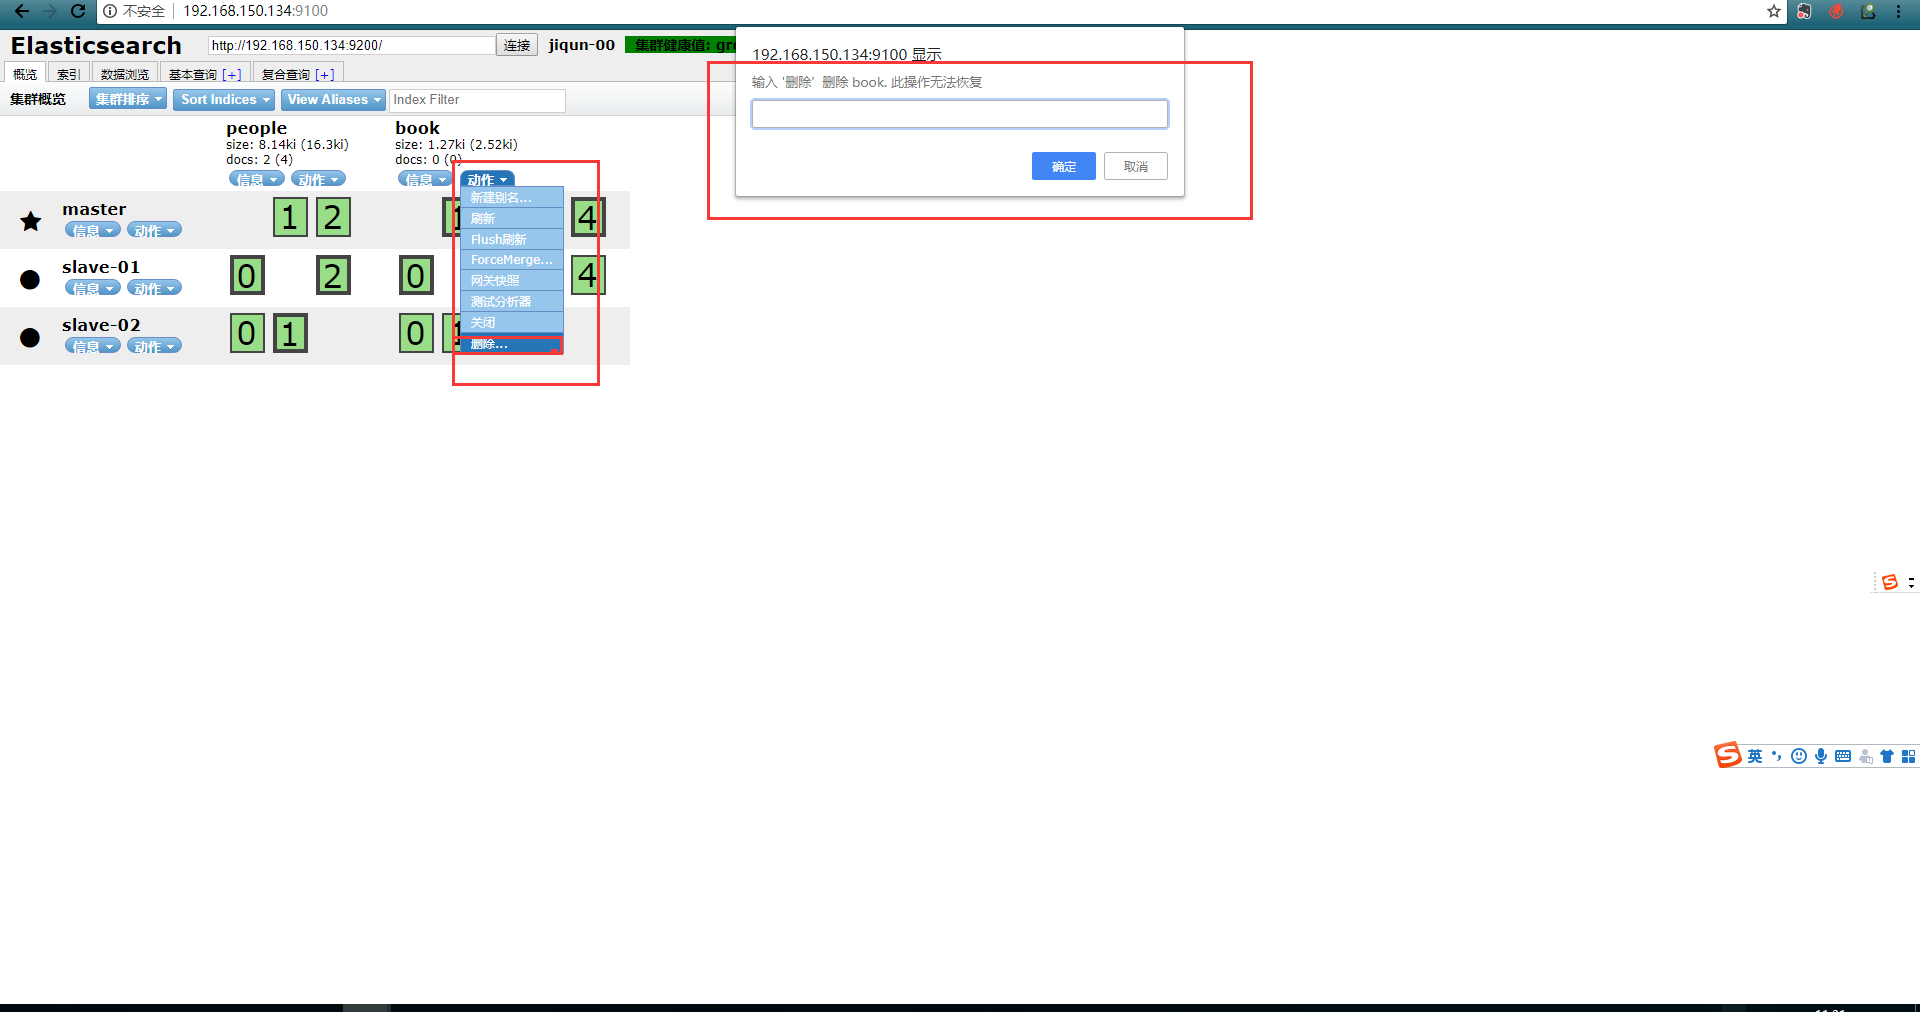 不安全 192.168.150.134:9100
192.168.150.134:9100 显示
输入 '删除' 删除 book. 此操作无法恢复
确定 取消
Elasticsearch http://192.168.150.134:9200/ 连接 jiqun-00 集群健康值: gr
概览 索引 数据浏览 基本查询 [+] 复合查询 [+]
集群概览 集群排序 Sort Indices View Aliases Index Filter
people book
size: 8.14ki (16.3ki) size: 1.27ki (2.52ki)
docs: 2 (4) docs: 0 (0)
信息 动作 信息 动作
新建别名...
刷新
Flush刷新
ForceMerge...
网关快照
测试分析器
关闭
删除...
master 1 2 1 4
信息 动作
slave-01 0 2 0 4
信息 动作
slave-02 0 1 0 1
信息 动作
英